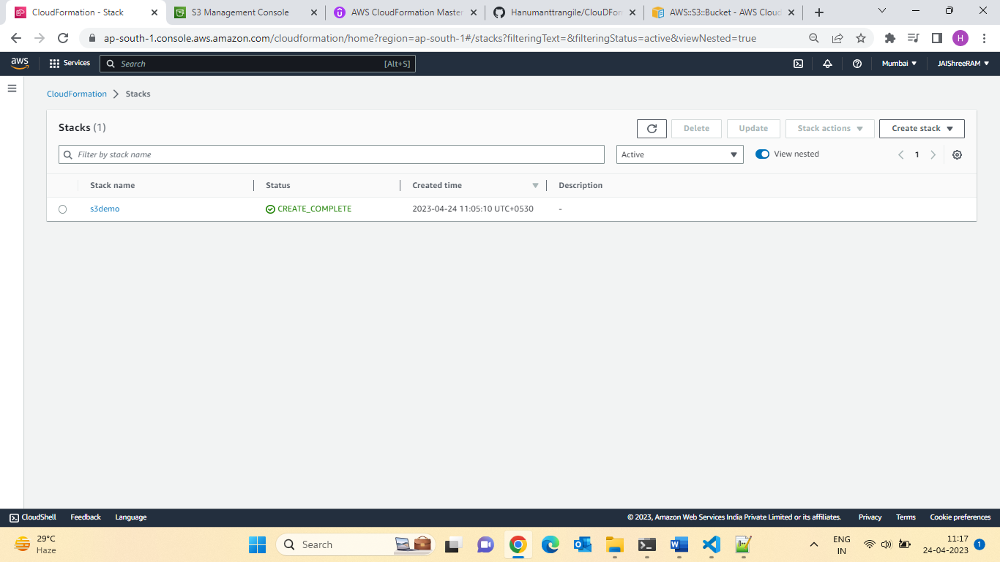 CloudFormation - Stack
S3 Management Console
AWS CloudFormation Master
Hanumanttrangile/ClouDForm
AWS::S3::Bucket - AWS Cloud
ap-south-1.console.aws.amazon.com/cloudformation/home?region=ap-south-1#/stacks?filteringText=&filteringStatus=active&viewNested=true
H
aws
Services
Search
[Alt+S]
Mumbai
JAIShreeRAM
CloudFormation
Stacks
Stacks (1)
Delete
Update
Stack actions
Create stack
Filter by stack name
Active
View nested
1
Stack name
Status
Created time
Description
s3demo
CREATE_COMPLETE
2023-04-24 11:05:10 UTC+0530
-
CloudShell
Feedback
Language
© 2023, Amazon Web Services India Private Limited or its affiliates.
Privacy
Terms
Cookie preferences
29°C
Haze
Search
ENG
IN
11:17
24-04-2023
1